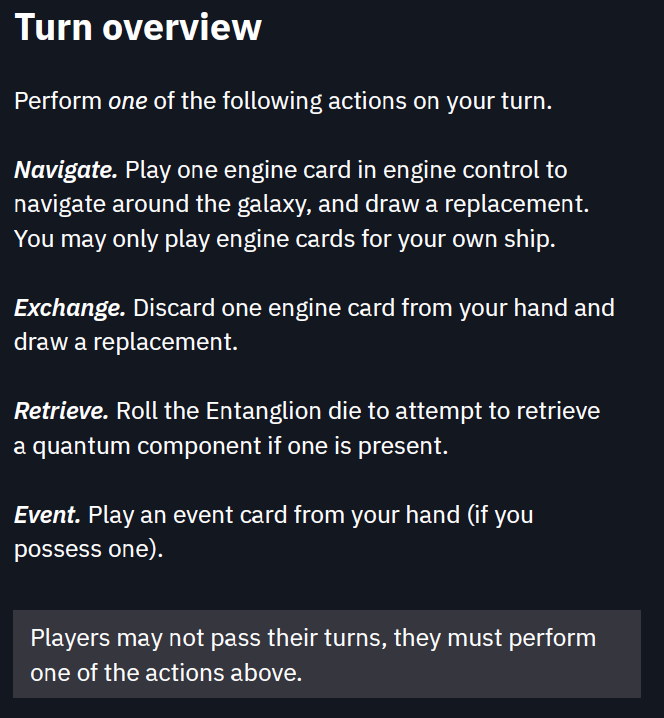 Turn overview
Perform one of the following actions on your turn.
Navigate. Play one engine card in engine control to
navigate around the galaxy, and draw a replacement.
You may only play engine cards for your own ship.
Exchange. Discard one engine card from your hand and
draw a replacement.
Retrieve. Roll the Entanglion die to attempt to retrieve
a quantum component if one is present.
Event. Play an event card from your hand (if you
possess one).
Players may not pass their turns, they must perform
one of the actions above.